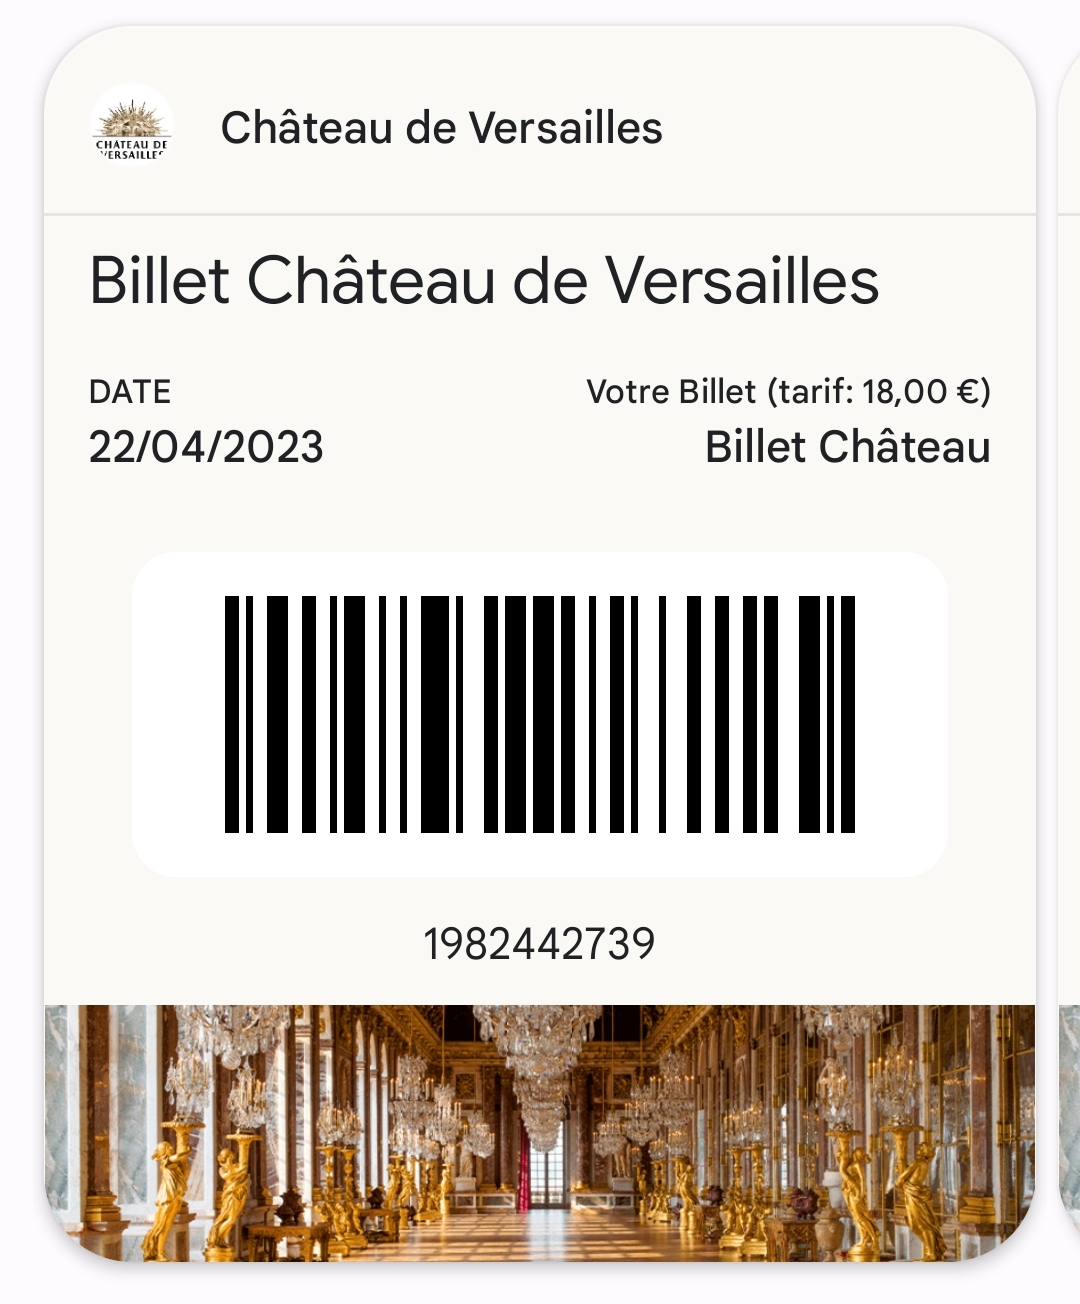 CHATEAU DE
VERSAILLES
Château de Versailles
Billet Château de Versailles
DATE
Votre Billet (tarif: 18,00 €)
22/04/2023
Billet Château
1982442739